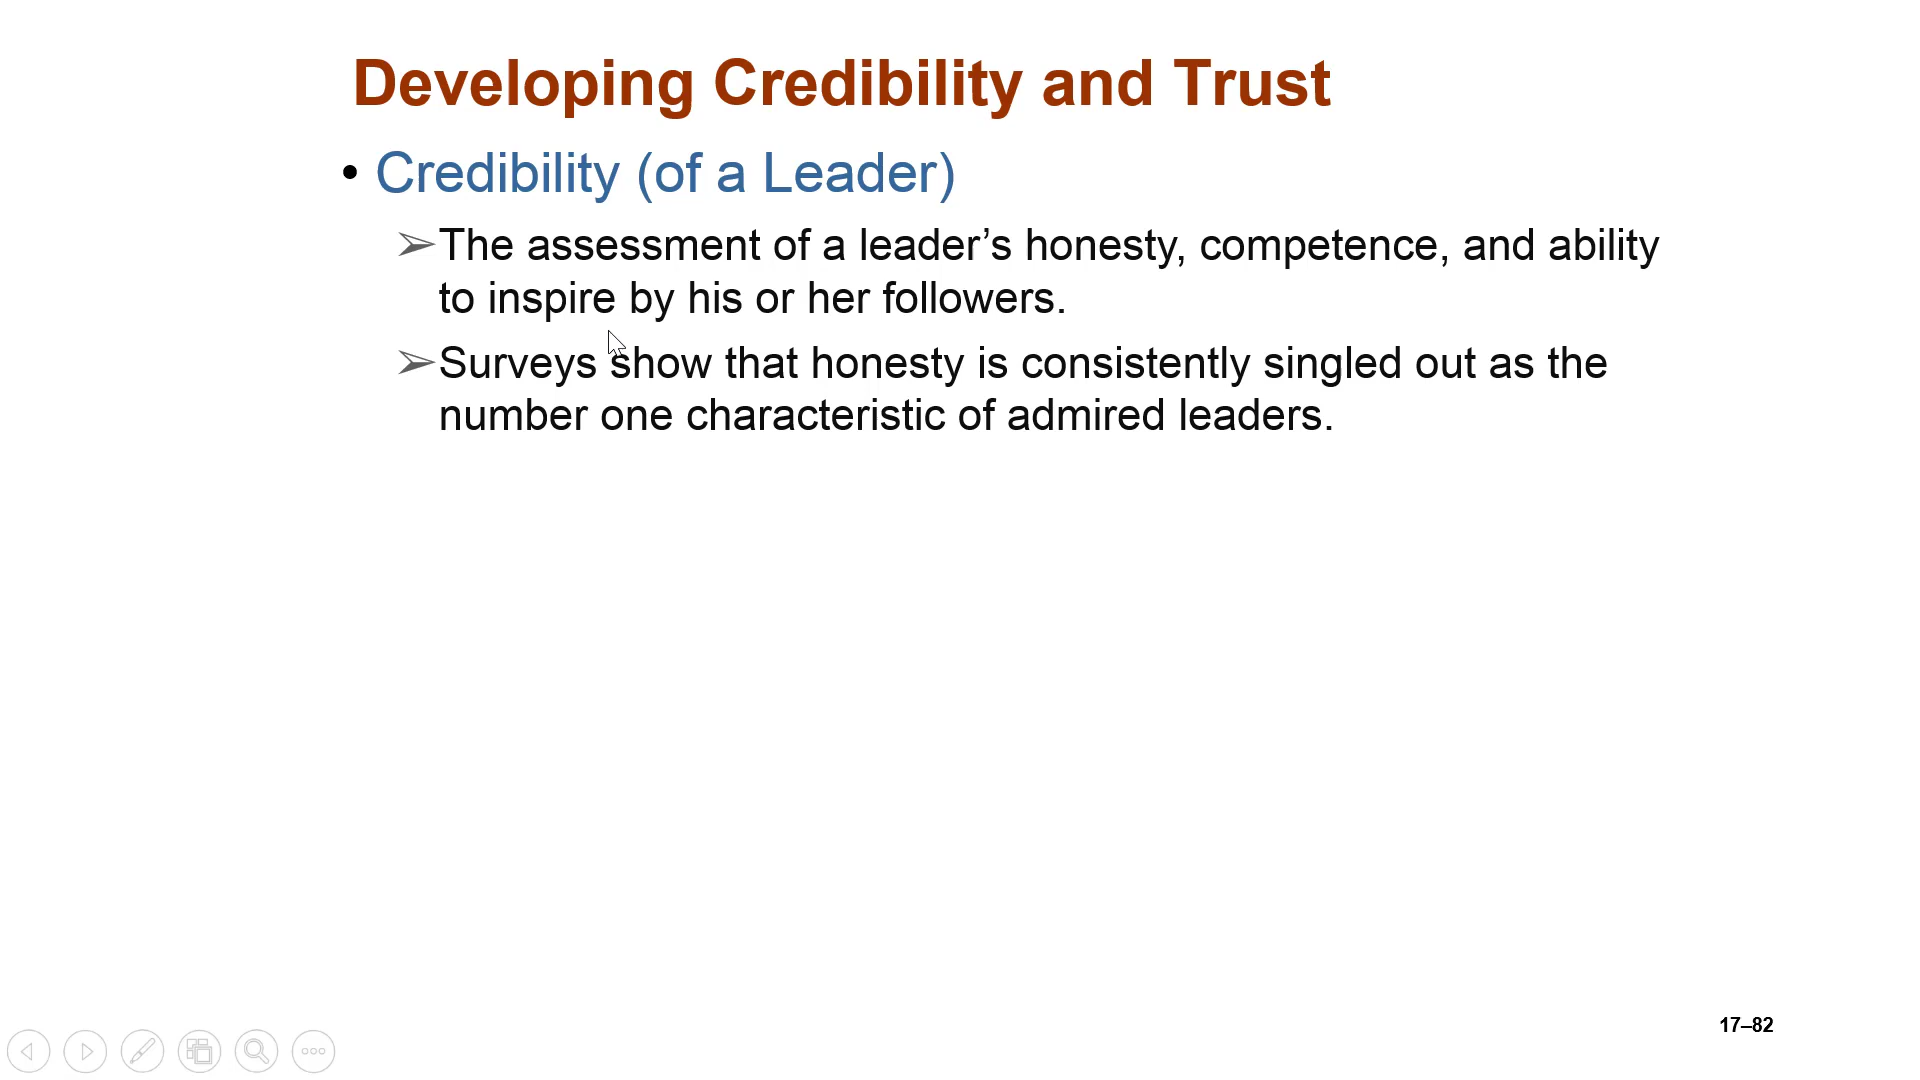 Developing Credibility and Trust
• Credibility (of a Leader)
➢The assessment of a leader’s honesty, competence, and ability
to inspire by his or her followers.
➢Surveys show that honesty is consistently singled out as the
number one characteristic of admired leaders.
17–82